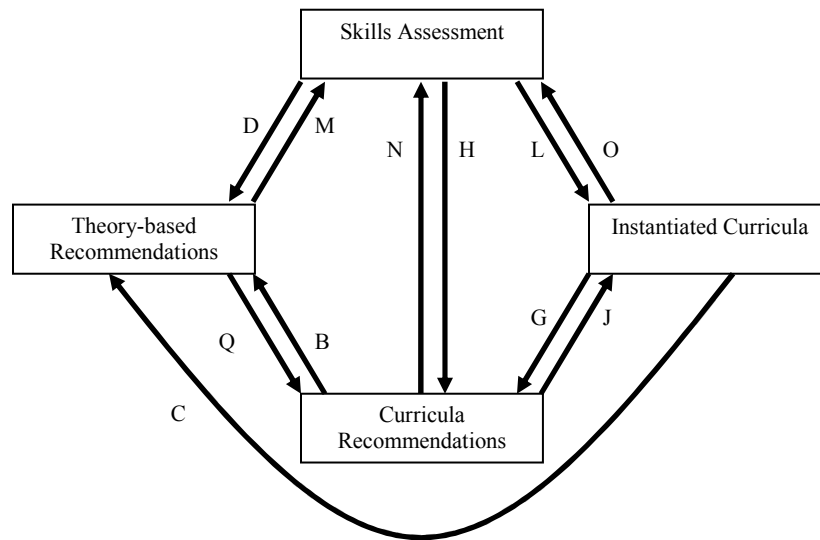 Skills Assessment
D
M
N
H
L
O
Theory-based
Recommendations
Instantiated Curricula
Q
B
G
J
C
Curricula
Recommendations